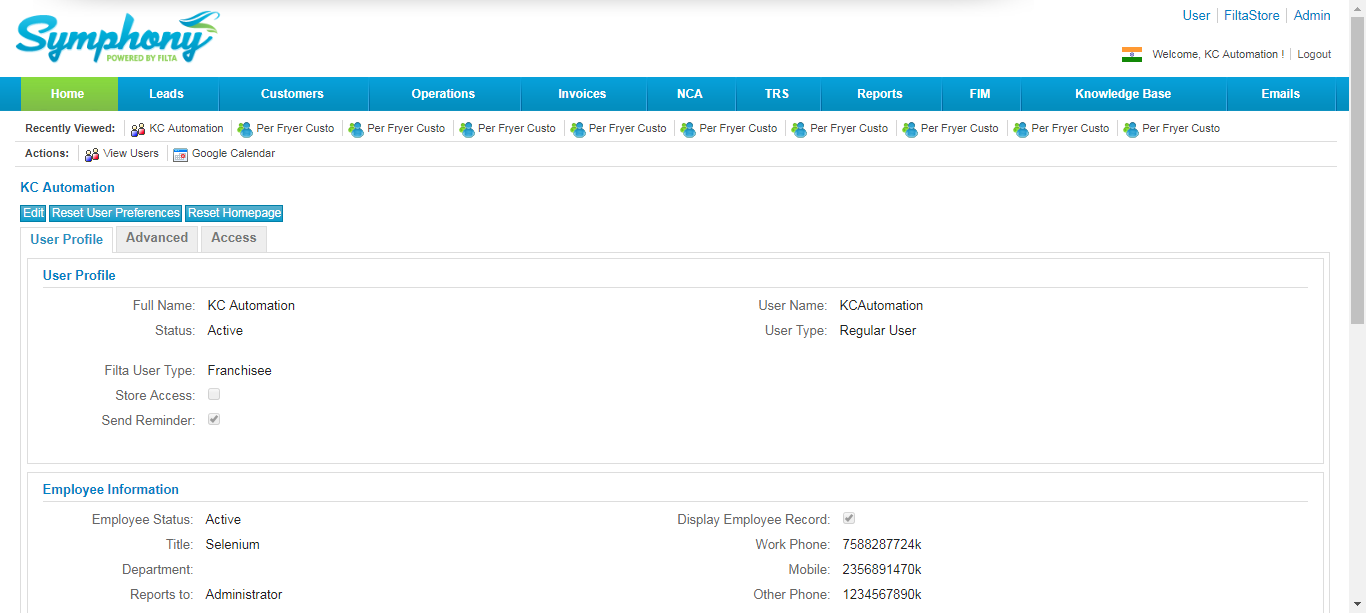 User FiltaStore Admin
Symphony
POWERED BY FILTA
Welcome, KC Automation ! Logout
Home Leads Customers Operations Invoices NCA TRS Reports FIM Knowledge Base Emails
Recently Viewed: KC Automation Per Fryer Custo Per Fryer Custo Per Fryer Custo Per Fryer Custo Per Fryer Custo Per Fryer Custo Per Fryer Custo Per Fryer Custo Per Fryer Custo
Actions: View Users Google Calendar
KC Automation
Edit Reset User Preferences Reset Homepage
User Profile Advanced Access
User Profile
Full Name: KC Automation User Name: KCAutomation
Status: Active User Type: Regular User
Filta User Type: Franchisee
Store Access:
Send Reminder:
Employee Information
Employee Status: Active Display Employee Record:
Title: Selenium Work Phone: 7588287724k
Department: Mobile: 2356891470k
Reports to: Administrator Other Phone: 1234567890k